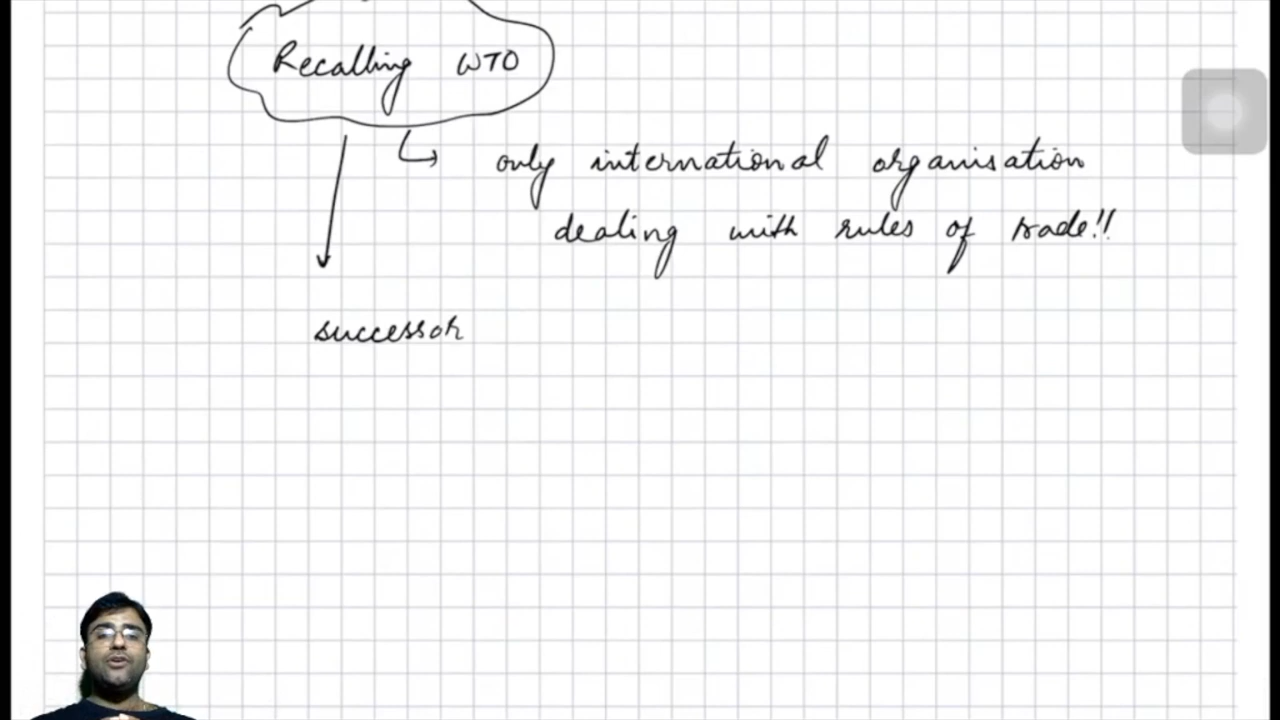 Recalling WTO
only international organisation
dealing with rules of trade!!
successor